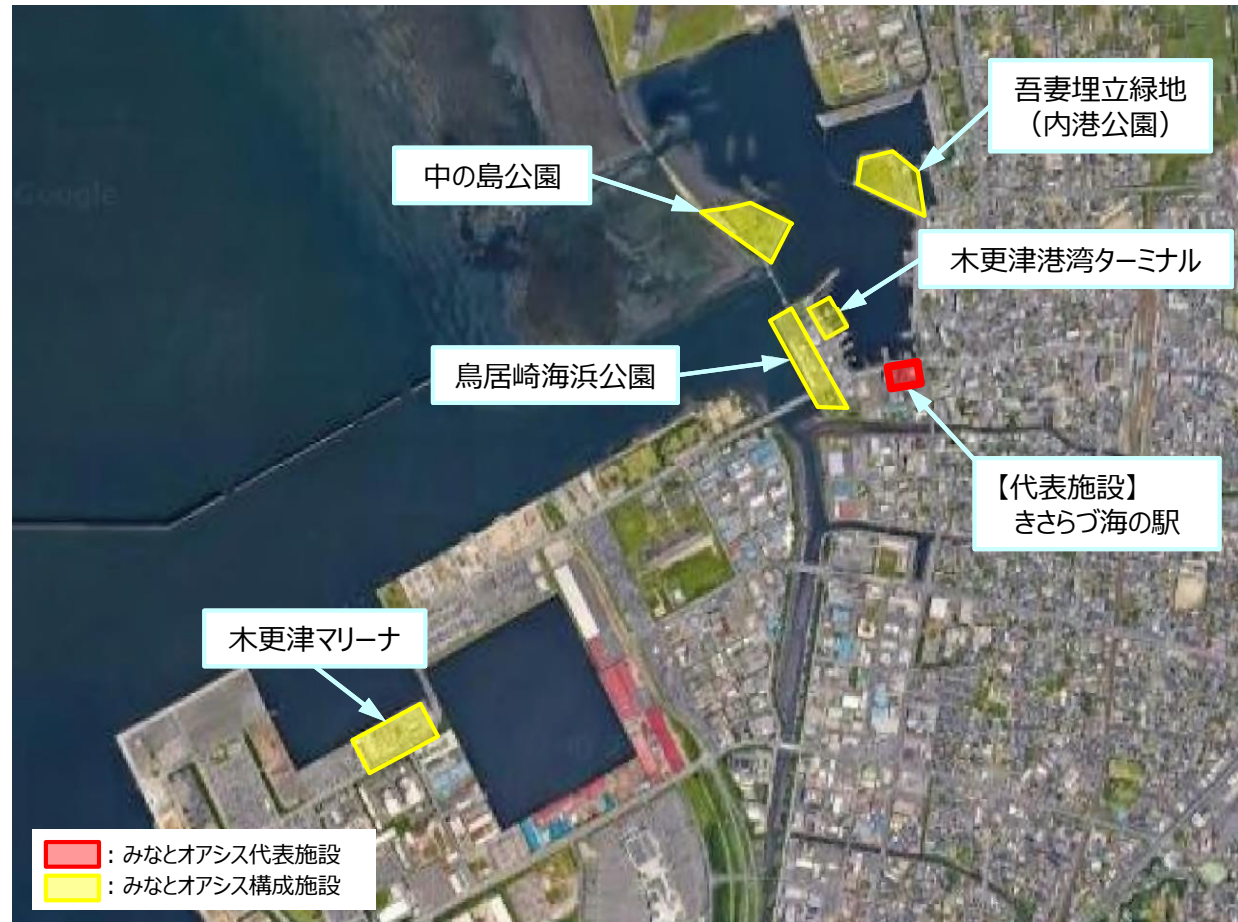 吾妻埋立緑地
（内港公園）
中の島公園
Google
木更津港湾ターミナル
鳥居崎海浜公園
【代表施設】
きさらづ海の駅
木更津マリーナ
：みなとオアシス代表施設
：みなとオアシス構成施設